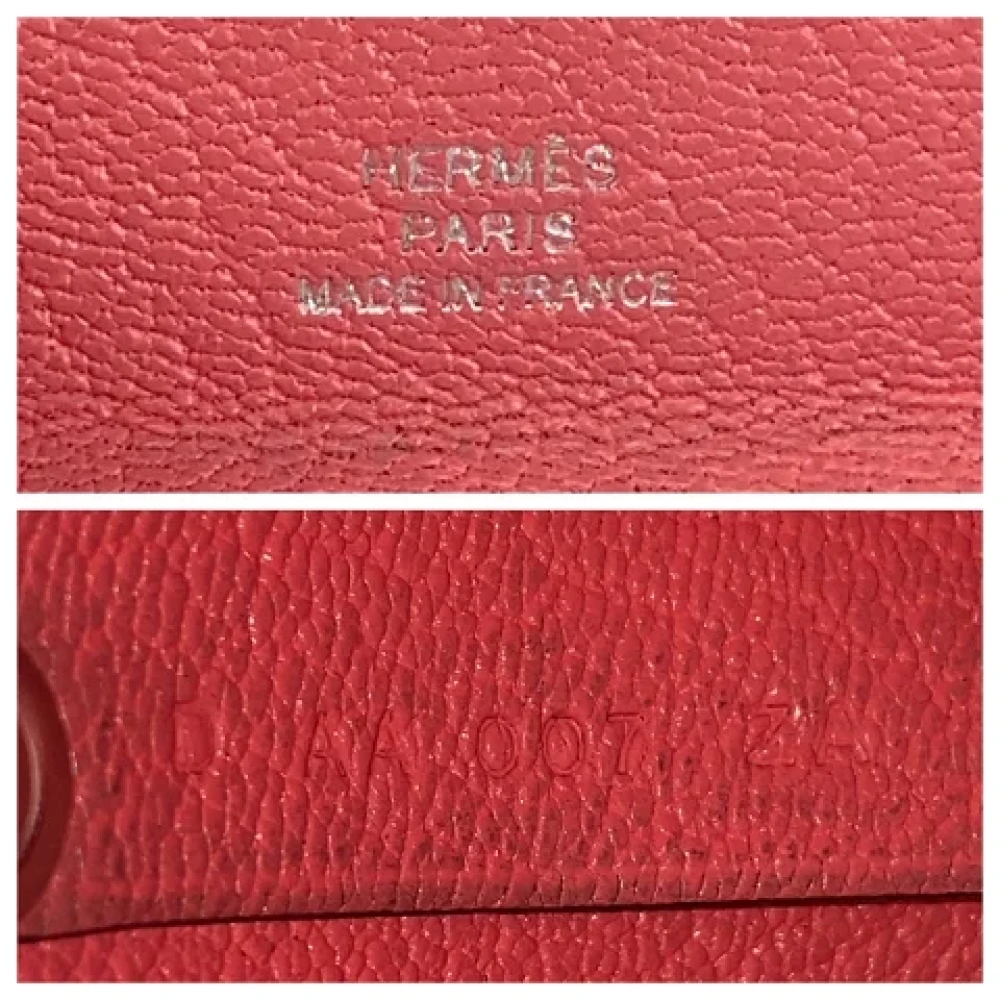 HERMÈS
PARIS
MADE IN FRANCE
D AA 007 ZA